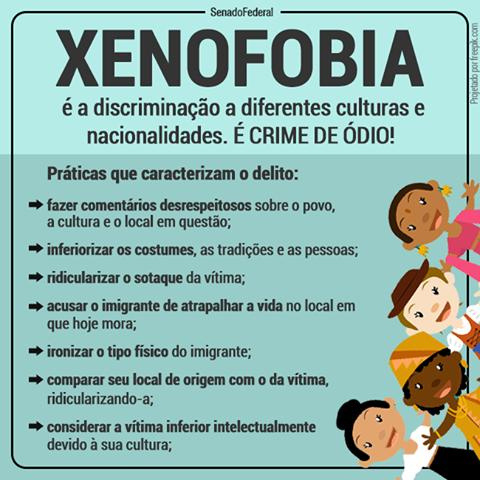 SenadoFederal
XENOFOBIA
é a discriminação a diferentes culturas e
nacionalidades. É CRIME DE ÓDIO!
Práticas que caracterizam o delito:
fazer comentários desrespeitosos sobre o povo,
a cultura e o local em questão;
inferiorizar os costumes, as tradições e as pessoas;
ridicularizar o sotaque da vítima;
acusar o imigrante de atrapalhar a vida no local em
que hoje mora;
ironizar o tipo físico do imigrante;
comparar seu local de origem com o da vítima,
ridicularizando-a;
considerar a vítima inferior intelectualmente
devido à sua cultura;
Projetado por freepik.com